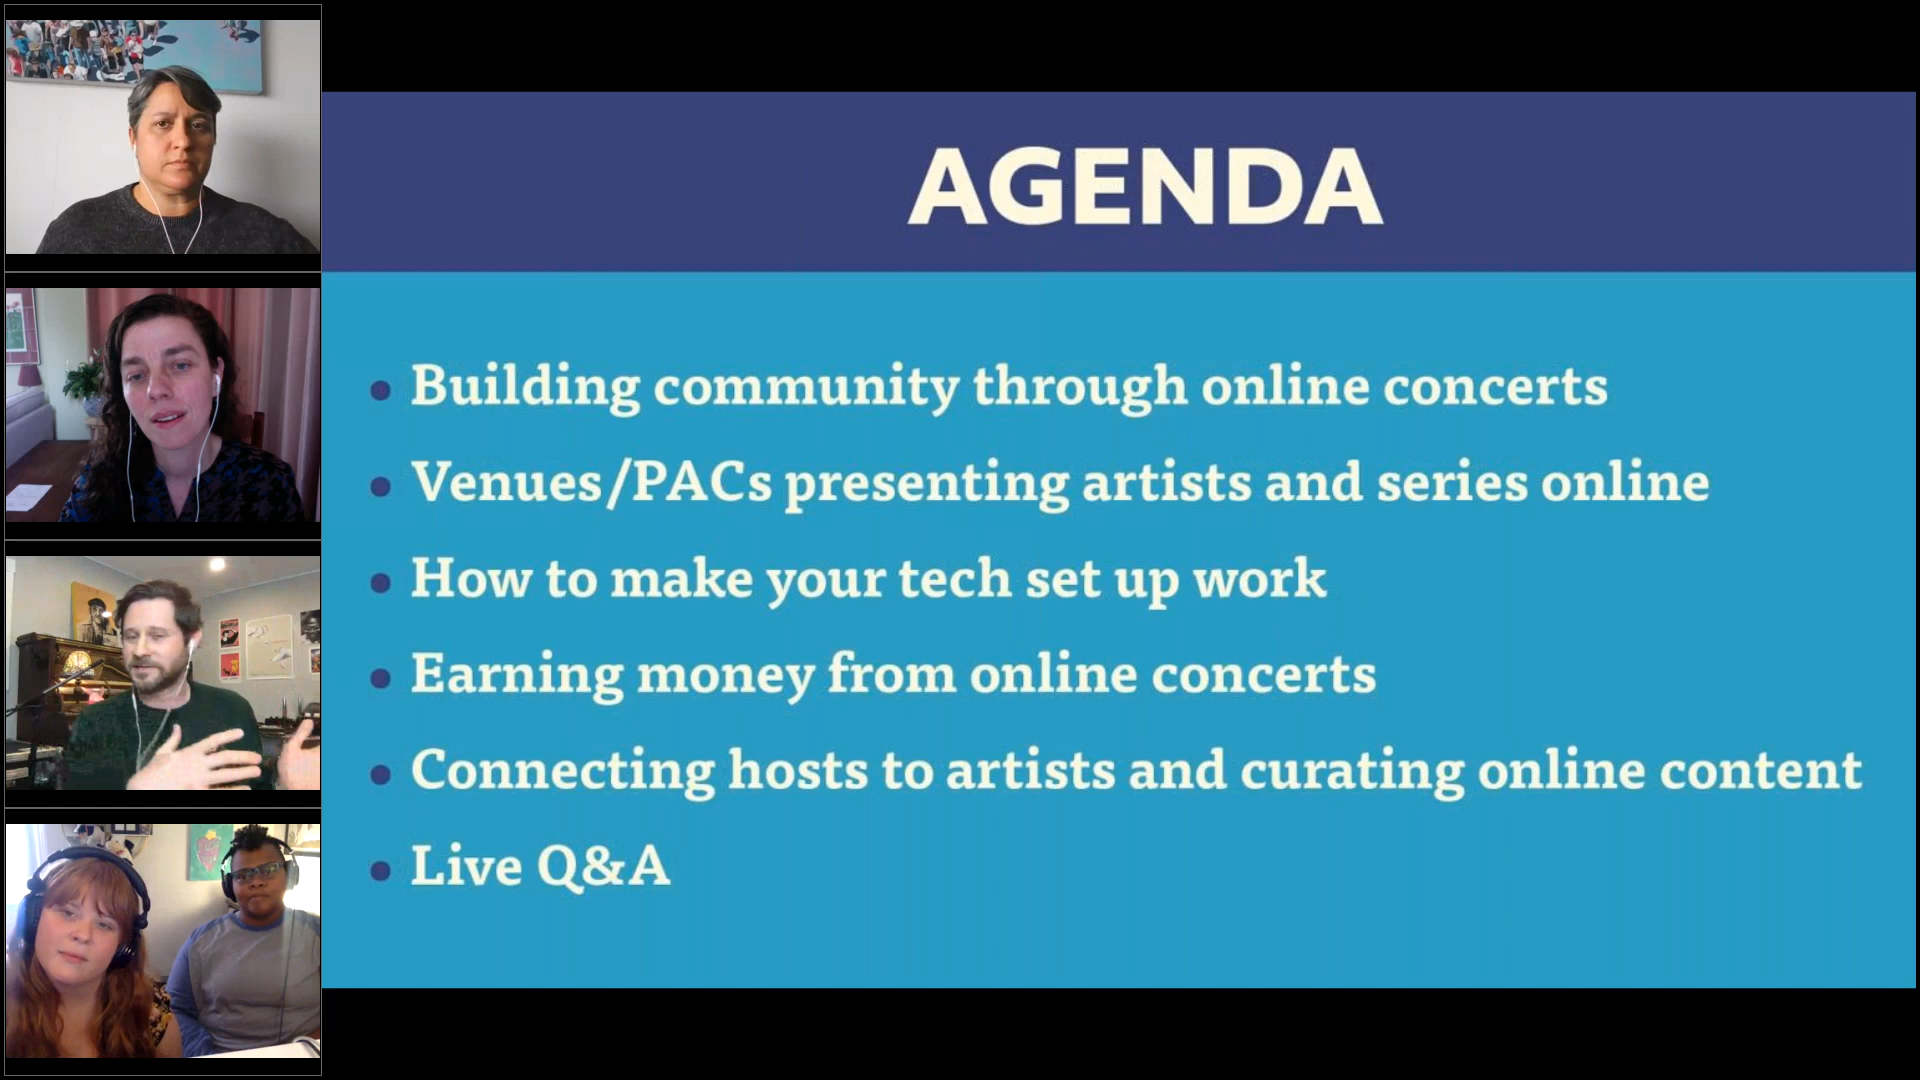 AGENDA
Building community through online concerts
Venues/PACs presenting artists and series online
How to make your tech set up work
Earning money from online concerts
Connecting hosts to artists and curating online content
Live Q&A